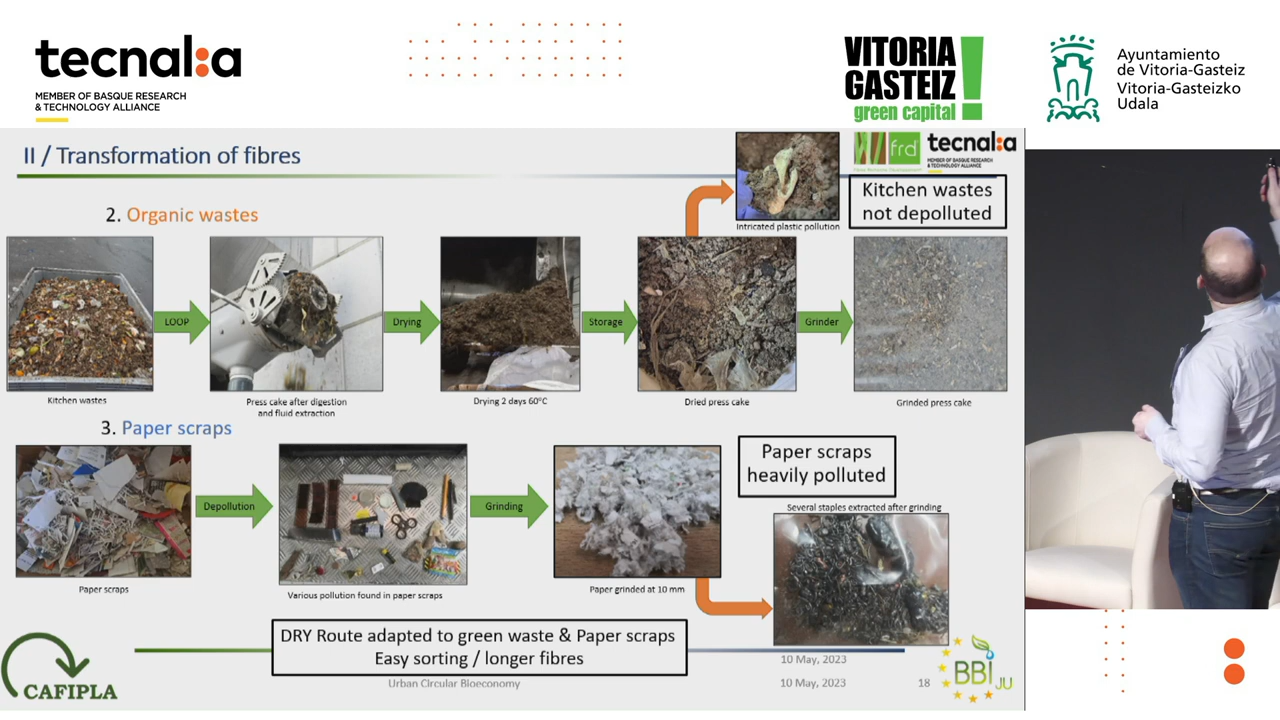 tecnal:a
MEMBER OF BASQUE RESEARCH
& TECHNOLOGY ALLIANCE
VITORIA
GASTEIZ
green capital
Ayuntamiento
de Vitoria-Gasteiz
Vitoria-Gasteizko
Udala
II / Transformation of fibres
frd
tecnal:a
MEMBER OF BASQUE RESEARCH
& TECHNOLOGY ALLIANCE
Kitchen wastes
not depolluted
Intricated plastic pollution
2. Organic wastes
LOOP
Drying
Storage
Grinder
Kitchen wastes
Press cake after digestion
and fluid extraction
Drying 2 days 60°C
Dried press cake
Grinded press cake
3. Paper scraps
Paper scraps
heavily polluted
Depollution
Grinding
Several staples extracted after grinding
Paper scraps
Various pollution found in paper scraps
Paper grinded at 10 mm
DRY Route adapted to green waste & Paper scraps
Easy sorting / longer fibres
10 May, 2023
CAFIPLA
Urban Circular Bioeconomy
10 May, 2023
18
BBI JU